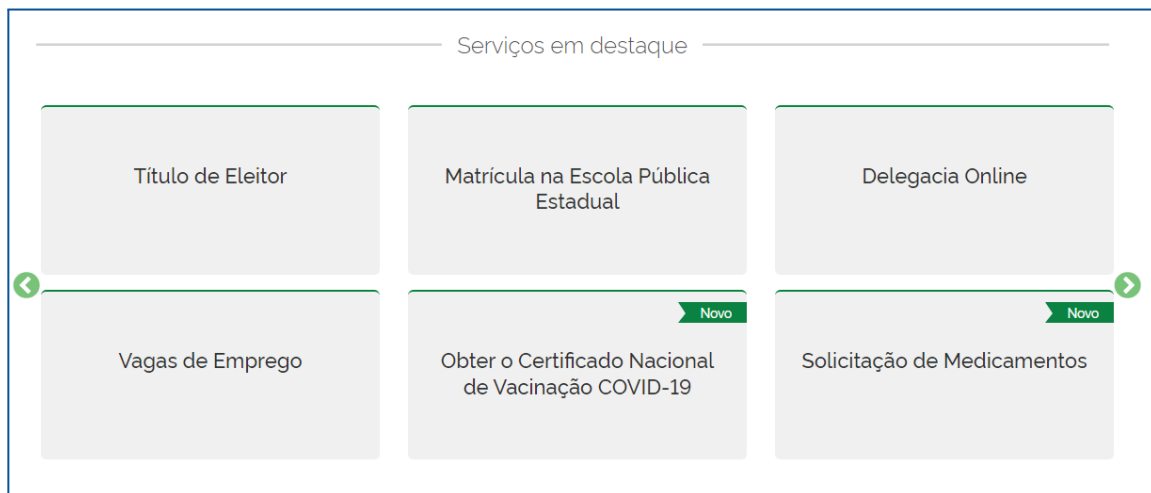 Serviços em destaque
Título de Eleitor
Matrícula na Escola Pública
Estadual
Delegacia Online
Vagas de Emprego
Novo
Obter o Certificado Nacional
de Vacinação COVID-19
Novo
Solicitação de Medicamentos